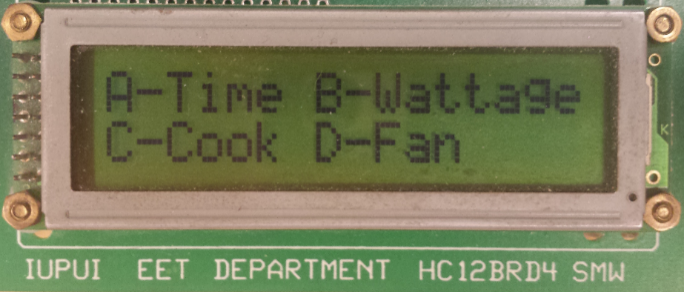 A-Time B-Wattage
C-Cook D-Fan
K
IUPUI EET DEPARTMENT HC12BRD4 SMW